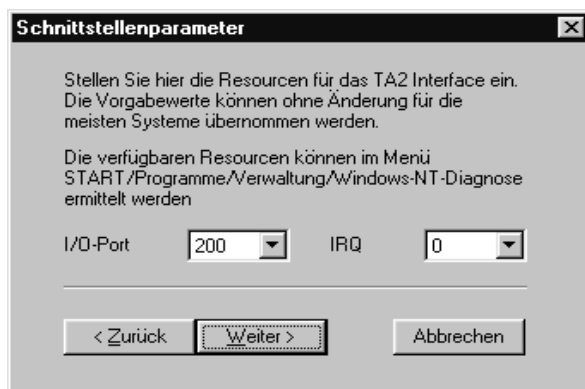 Schnittstellenparameter
Stellen Sie hier die Resourcen für das TA2 Interface ein.
Die Vorgabewerte können ohne Änderung für die
meisten Systeme übernommen werden.
Die verfügbaren Resourcen können im Menü
START/Programme/Verwaltung/Windows-NT-Diagnose
ermittelt werden
I/O-Port 200 IRQ 0
< Zurück Weiter > Abbrechen